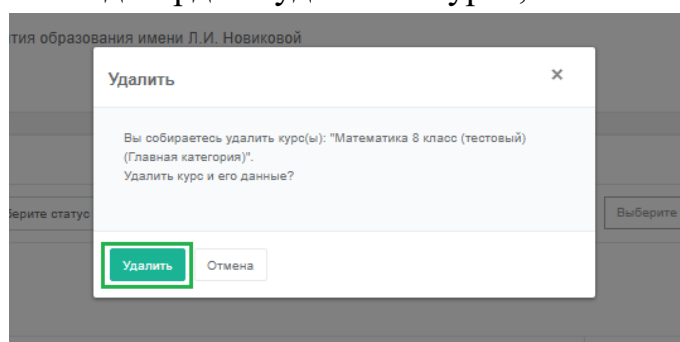 тия образования имени Л.И. Новиковой
Удалить
×
Вы собираетесь удалить курс(ы): "Математика 8 класс (тестовый)
(Главная категория)".
Удалить курс и его данные?
берите статус
Выберите
Удалить
Отмена